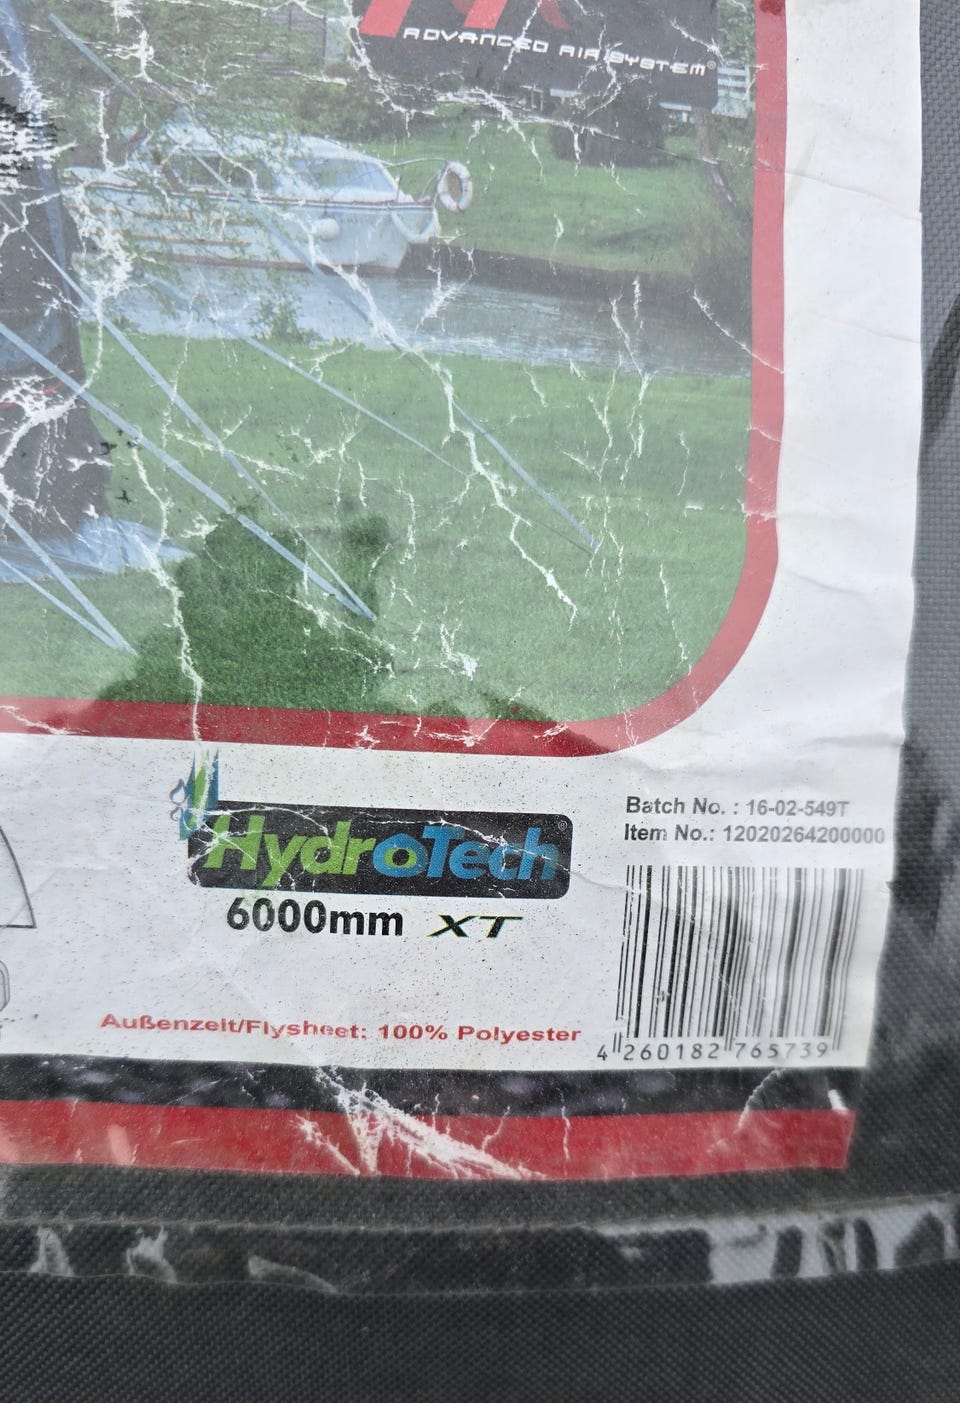 ADVANCED AIR SYSTEM®
HydroTech®
6000mm XT
Batch No. : 16-02-549T
Item No.: 12020264200000
Außenzelt/Flysheet: 100% Polyester
4 260182 765739